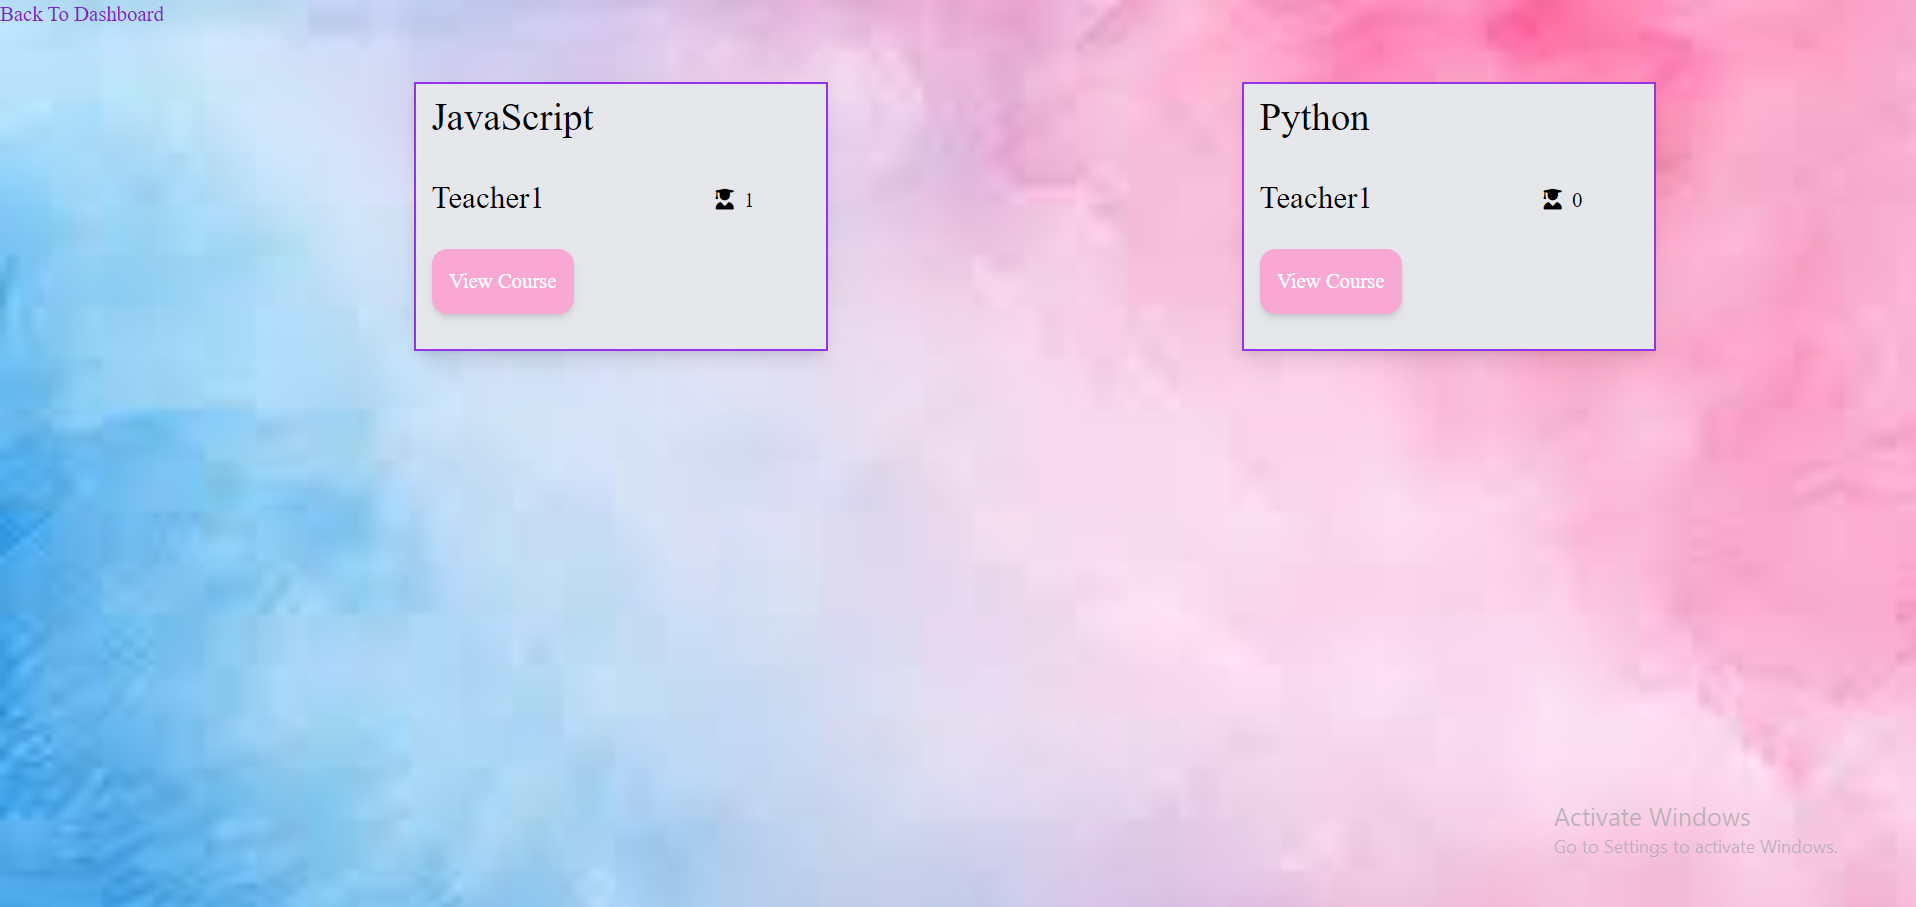 Back To Dashboard
JavaScript
Teacher1
1
View Course
Python
Teacher1
0
View Course
Activate Windows
Go to Settings to activate Windows.